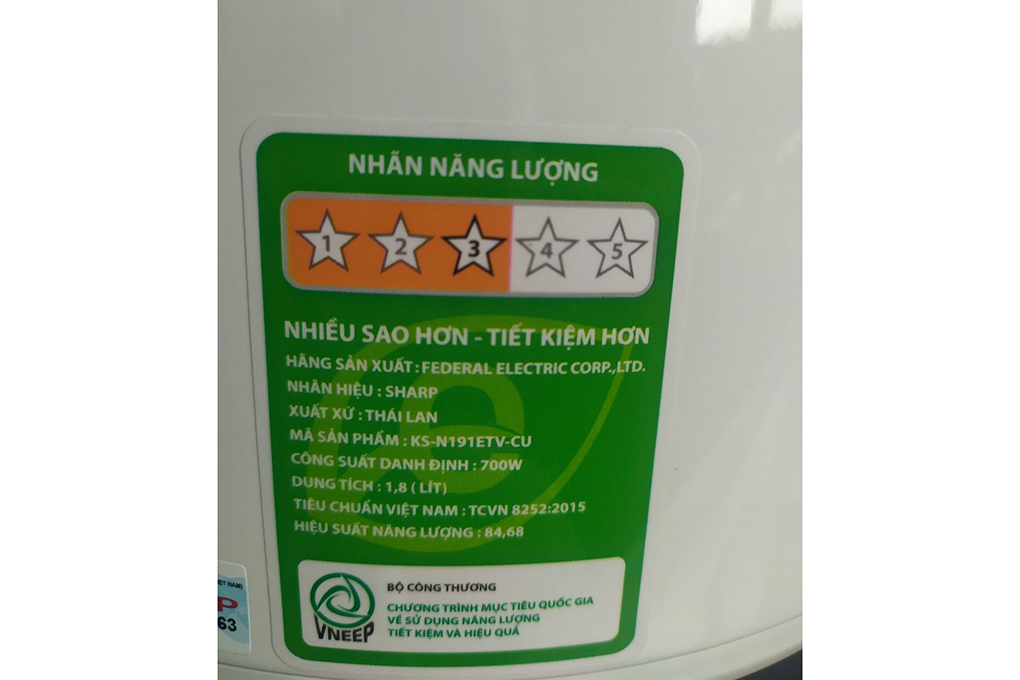 NHÃN NĂNG LƯỢNG
1 2 3 4 5
NHIỀU SAO HƠN - TIẾT KIỆM HƠN
HÃNG SẢN XUẤT : FEDERAL ELECTRIC CORP.,LTD.
NHÃN HIỆU : SHARP
XUẤT XỨ : THÁI LAN
MÃ SẢN PHẨM : KS-N191ETV-CU
CÔNG SUẤT DANH ĐỊNH : 700W
DUNG TÍCH : 1,8 ( LÍT)
TIÊU CHUẨN VIỆT NAM : TCVN 8252:2015
HIỆU SUẤT NĂNG LƯỢNG : 84,68
BỘ CÔNG THƯƠNG
CHƯƠNG TRÌNH MỤC TIÊU QUỐC GIA
VỀ SỬ DỤNG NĂNG LƯỢNG
TIẾT KIỆM VÀ HIỆU QUẢ
VNEEP
NAM)
P
63